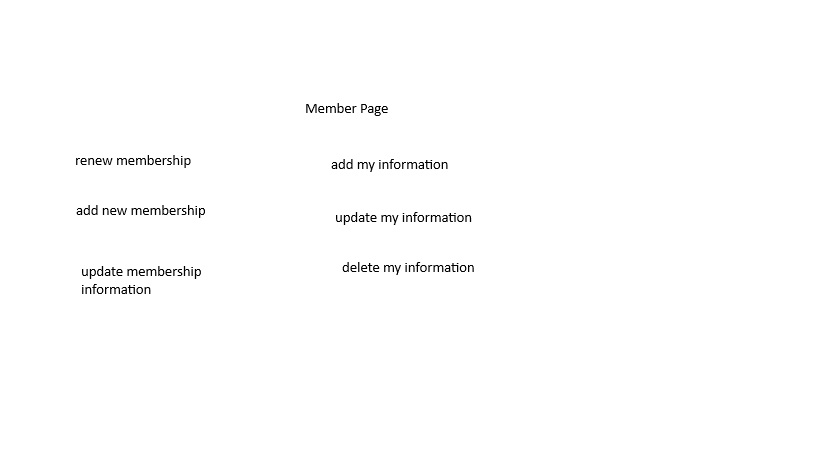 Member Page
renew membership
add my information
add new membership
update my information
update membership
information
delete my information